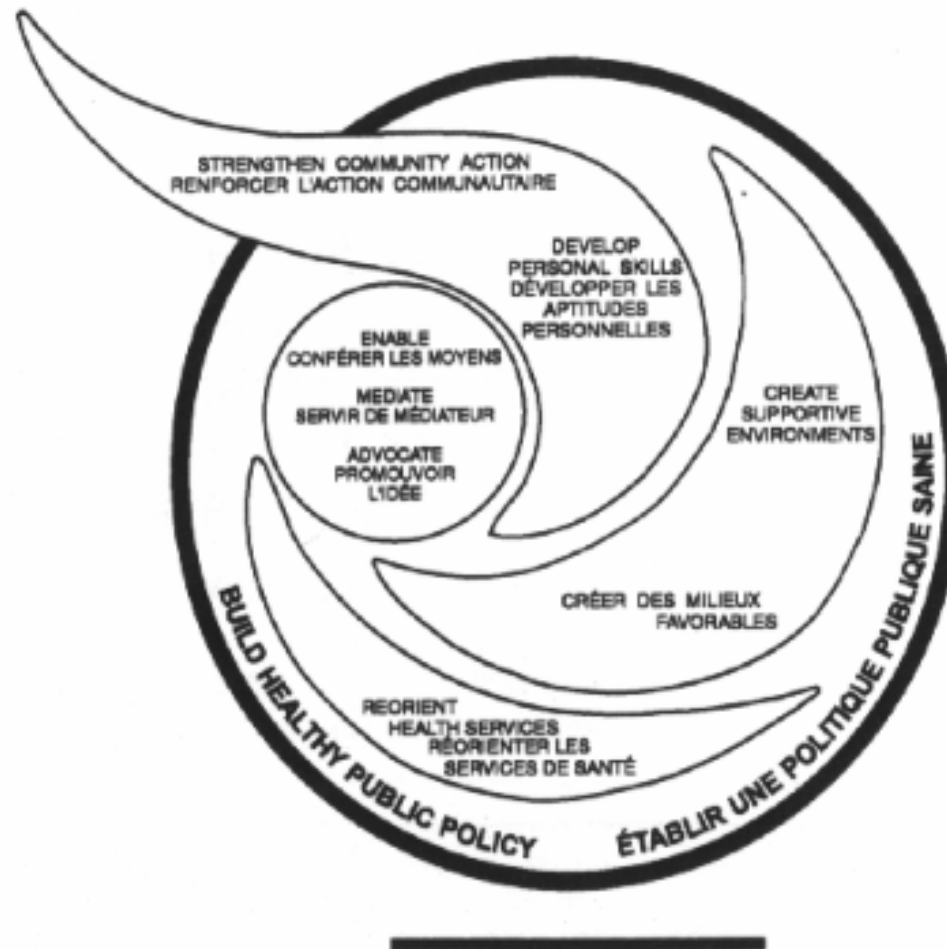 STRENGTHEN COMMUNITY ACTION
RENFORCER L'ACTION COMMUNAUTAIRE
DEVELOP
PERSONAL SKILLS
DÉVELOPPER LES
APTITUDES
PERSONNELLES
ENABLE
CONFÉRER LES MOYENS
MEDIATE
SERVIR DE MÉDIATEUR
ADVOCATE
PROMOUVOIR
L'IDÉE
CREATE
SUPPORTIVE
ENVIRONMENTS
CRÉER DES MILIEUX
FAVORABLES
REORIENT
HEALTH SERVICES
RÉORIENTER LES
SERVICES DE SANTÉ
BUILD HEALTHY PUBLIC POLICY
ÉTABLIR UNE POLITIQUE PUBLIQUE SAINE